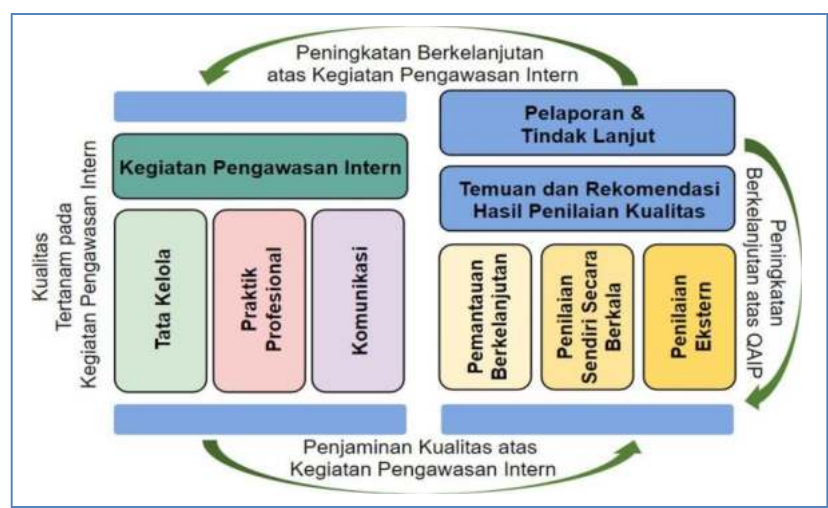 Peningkatan Berkelanjutan
atas Kegiatan Pengawasan Intern
Kualitas
Tertanam pada
Kegiatan Pengawasan Intern
Kegiatan Pengawasan Intern
Tata Kelola
Praktik
Profesional
Komunikasi
Pelaporan &
Tindak Lanjut
Temuan dan Rekomendasi
Hasil Penilaian Kualitas
Pemantauan
Berkelanjutan
Penilaian
Sendiri Secara
Berkala
Penilaian
Ekstern
Peningkatan
Berkelanjutan atas QAIP
Penjaminan Kualitas atas
Kegiatan Pengawasan Intern